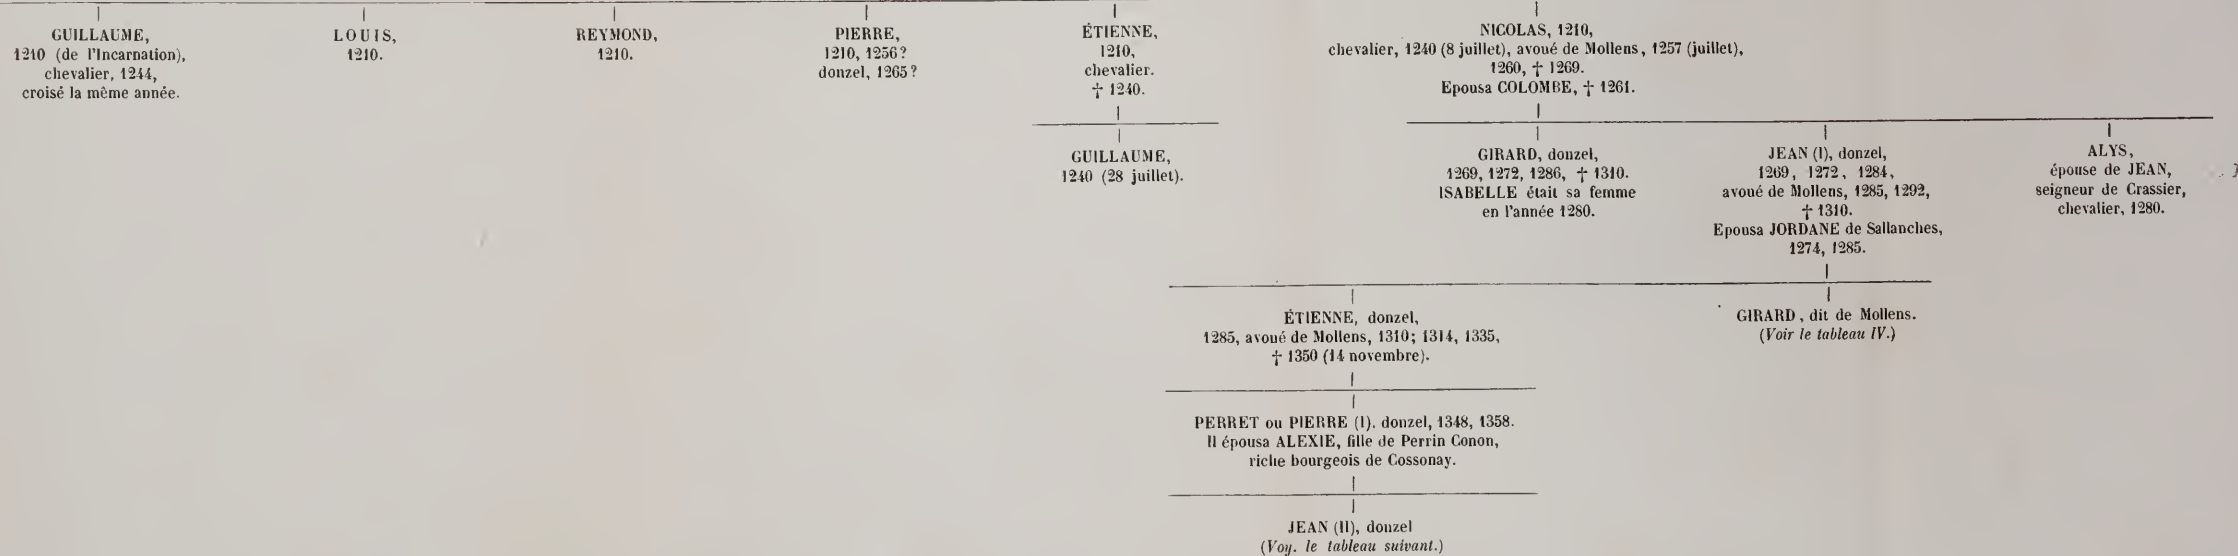 GUILLAUME,
1210 (de l'Incarnation),
chevalier, 1244,
croisé la même année.
LOUIS,
1210.
REYMOND,
1210.
PIERRE,
1210, 1256?
donzel, 1265?
ÉTIENNE,
1210,
chevalier.
† 1240.
NICOLAS, 1210,
chevalier, 1240 (8 juillet), avoué de Mollens, 1257 (juillet),
1260, † 1269.
Epousa COLOMBE, † 1261.
GUILLAUME,
1240 (28 juillet).
GIRARD, donzel,
1269, 1272, 1286, † 1310.
ISABELLE était sa femme
en l'année 1280.
JEAN (I), donzel,
1269, 1272, 1284,
avoué de Mollens, 1285, 1292,
† 1310.
Epousa JORDANE de Sallanches,
1274, 1285.
ALYS,
épouse de JEAN,
seigneur de Crassier,
chevalier, 1280.
ÉTIENNE, donzel,
1285, avoué de Mollens, 1310; 1314, 1335,
† 1350 (14 novembre).
GIRARD, dit de Mollens.
(Voir le tableau IV.)
PERRET ou PIERRE (I). donzel, 1348, 1358.
Il épousa ALEXIE, fille de Perrin Conon,
riche bourgeois de Cossonay.
JEAN (II), donzel
(Voy. le tableau suivant.)